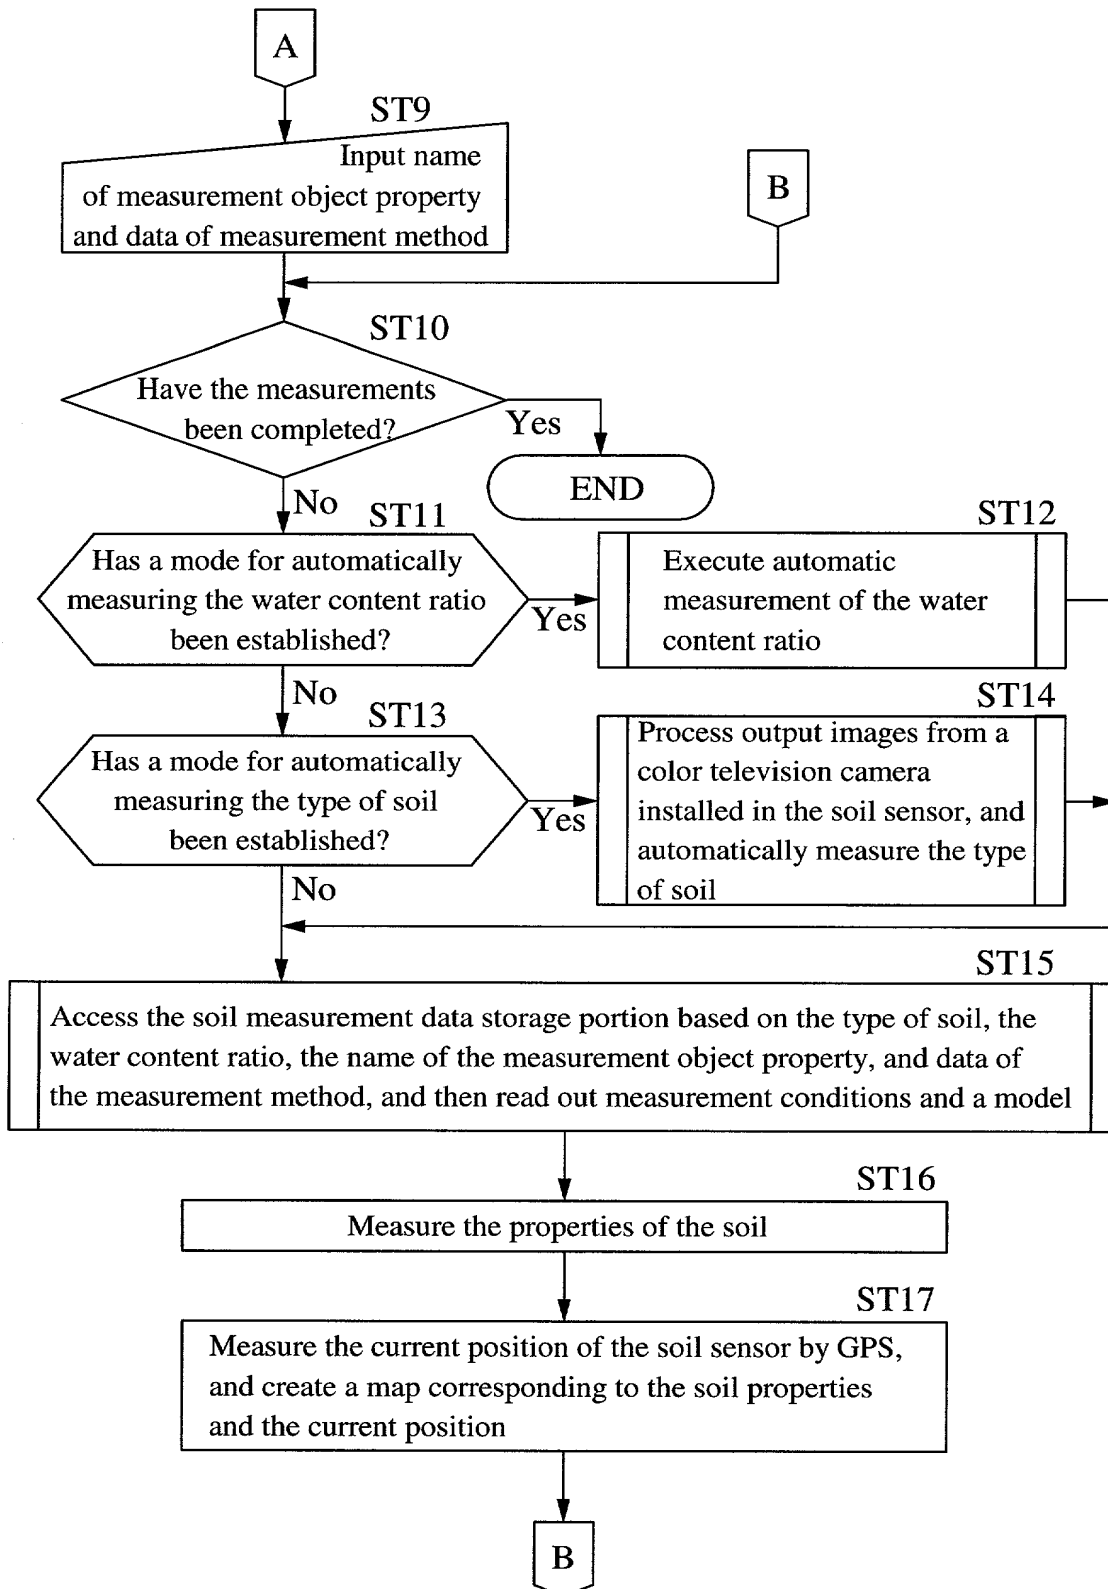 A
ST9
Input name
of measurement object property
and data of measurement method
B
ST10
Have the measurements
been completed?
Yes
END
No
ST11
Has a mode for automatically
measuring the water content ratio
been established?
Yes
ST12
Execute automatic
measurement of the water
content ratio
No
ST13
Has a mode for automatically
measuring the type of soil
been established?
Yes
ST14
Process output images from a
color television camera
installed in the soil sensor, and
automatically measure the type
of soil
No
ST15
Access the soil measurement data storage portion based on the type of soil, the
water content ratio, the name of the measurement object property, and data of
the measurement method, and then read out measurement conditions and a model
ST16
Measure the properties of the soil
ST17
Measure the current position of the soil sensor by GPS,
and create a map corresponding to the soil properties
and the current position
B